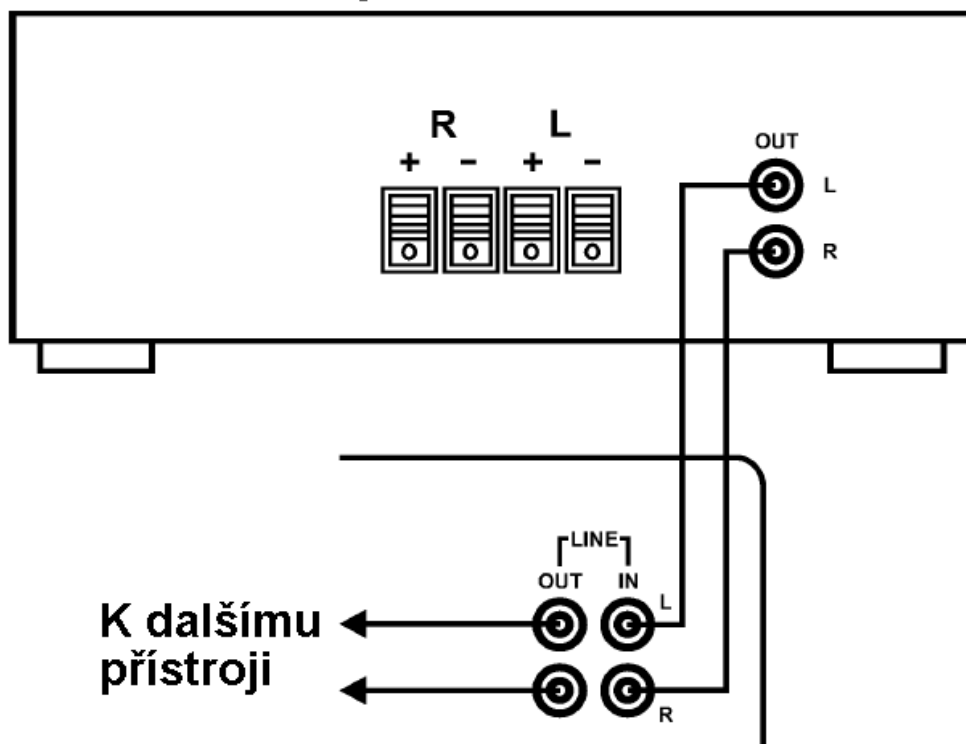 R L
+ - + -
OUT
L
R
LINE
OUT IN
L
K dalšímu
přístroji
R